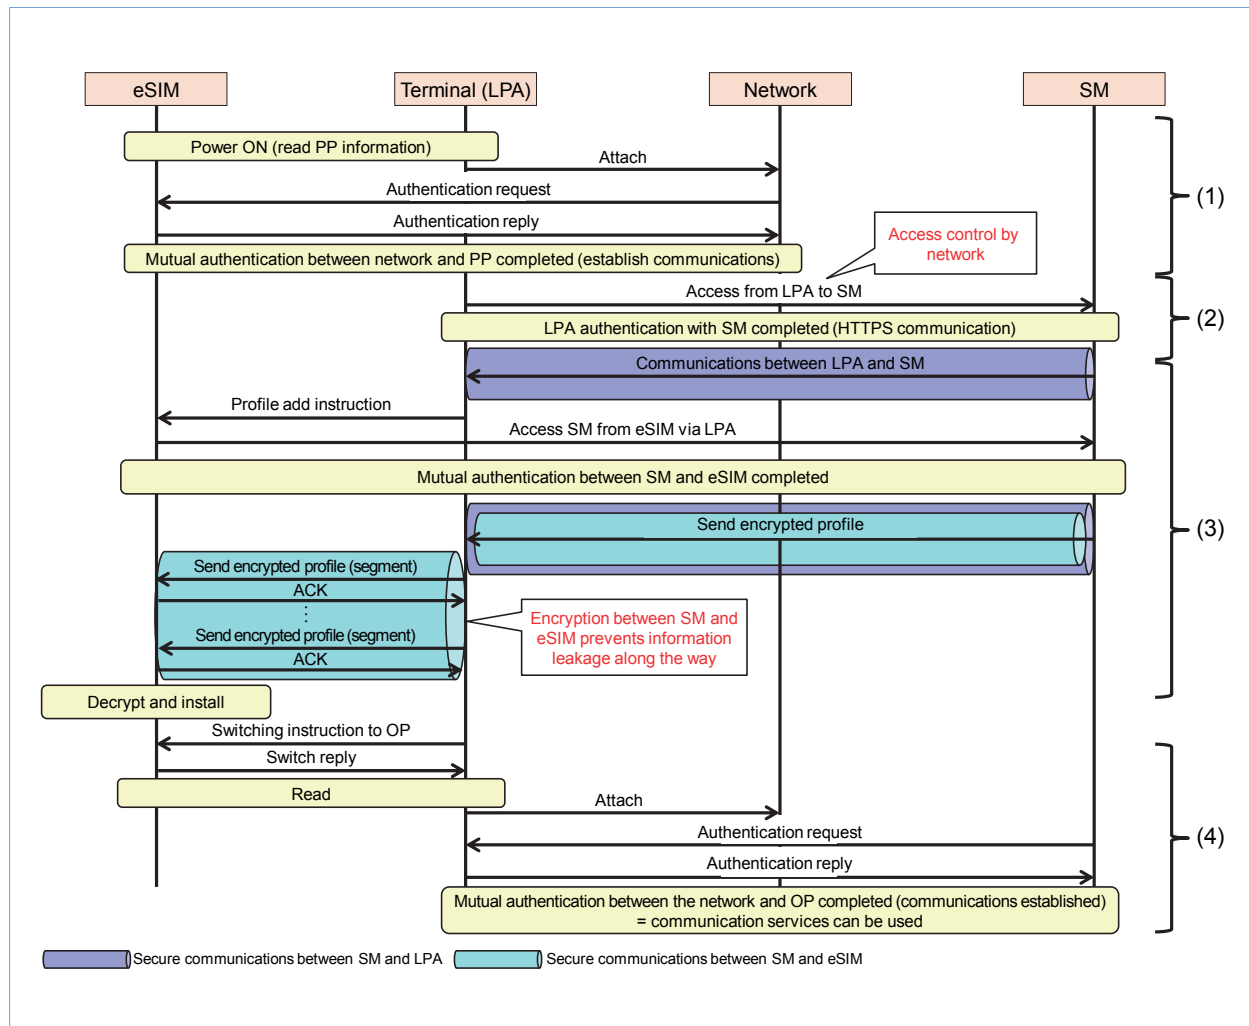 eSIM
Terminal (LPA)
Network
SM
Power ON (read PP information)
Attach
Authentication request
Authentication reply
(1)
Access control by
network
Mutual authentication between network and PP completed (establish communications)
Access from LPA to SM
(2)
LPA authentication with SM completed (HTTPS communication)
Communications between LPA and SM
Profile add instruction
Access SM from eSIM via LPA
Mutual authentication between SM and eSIM completed
Send encrypted profile
(3)
Send encrypted profile (segment)
ACK
⋮
Encryption between SM and
eSIM prevents information
leakage along the way
Send encrypted profile (segment)
ACK
Decrypt and install
Switching instruction to OP
Switch reply
Read
Attach
Authentication request
(4)
Authentication reply
Mutual authentication between the network and OP completed (communications established)
= communication services can be used
Secure communications between SM and LPA
Secure communications between SM and eSIM